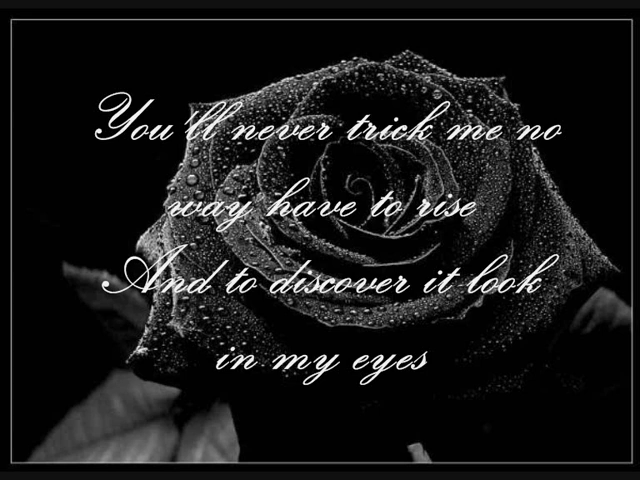 You'll never trick me no
way have to rise
And to discover it look
in my eyes